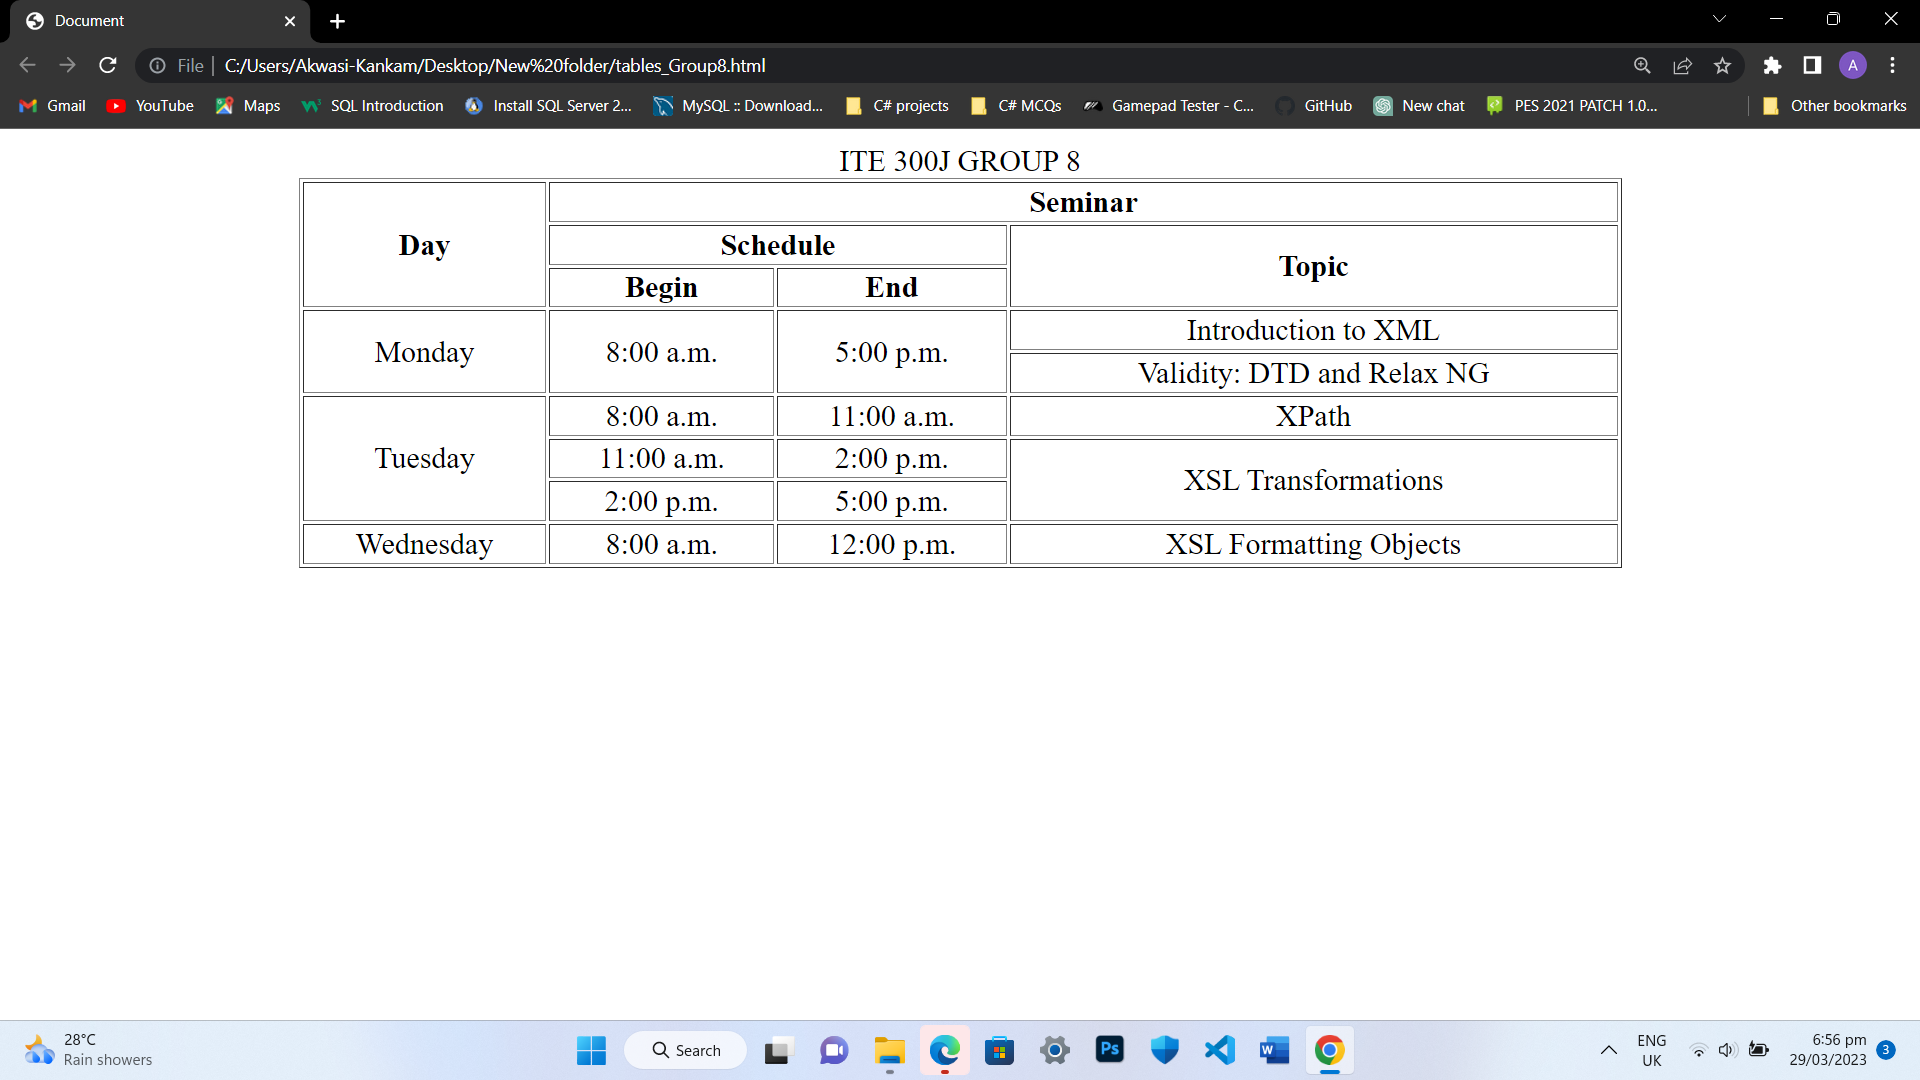 Document
File
C:/Users/Akwasi-Kankam/Desktop/New%20folder/tables_Group8.html
A
Gmail YouTube Maps SQL Introduction Install SQL Server 2... MySQL :: Download... C# projects C# MCQs Gamepad Tester - C... GitHub New chat PES 2021 PATCH 1.0... Other bookmarks
ITE 300J GROUP 8
Day Seminar
Schedule Topic
Begin End
Monday 8:00 a.m. 5:00 p.m. Introduction to XML
Validity: DTD and Relax NG
Tuesday 8:00 a.m. 11:00 a.m. XPath
11:00 a.m. 2:00 p.m. XSL Transformations
2:00 p.m. 5:00 p.m.
Wednesday 8:00 a.m. 12:00 p.m. XSL Formatting Objects
28°C
Rain showers
Search
Ps
W
ENG
UK
6:56 pm
29/03/2023
3